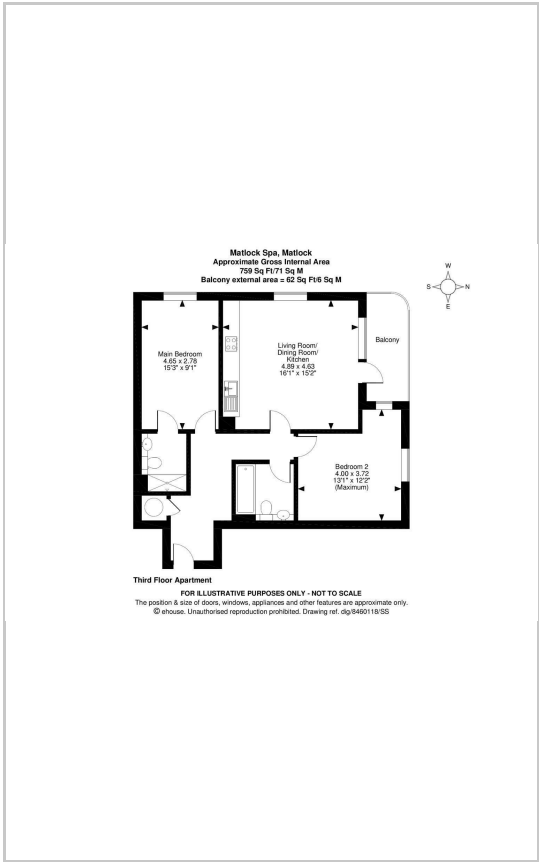 Matlock Spa, Matlock
Approximate Gross Internal Area
759 Sq Ft/71 Sq M
Balcony external area = 62 Sq Ft/6 Sq M
W
S
N
E
Balcony
Living Room/
Dining Room/
Kitchen
4.89 x 4.63
16'1" x 15'2"
Main Bedroom
4.65 x 2.78
15'3" x 9'1"
Bedroom 2
4.00 x 3.72
13'1" x 12'2"
(Maximum)
Third Floor Apartment
FOR ILLUSTRATIVE PURPOSES ONLY - NOT TO SCALE
The position & size of doors, windows, appliances and other features are approximate only.
© ehouse. Unauthorised reproduction prohibited. Drawing ref. dig/8460118/SS